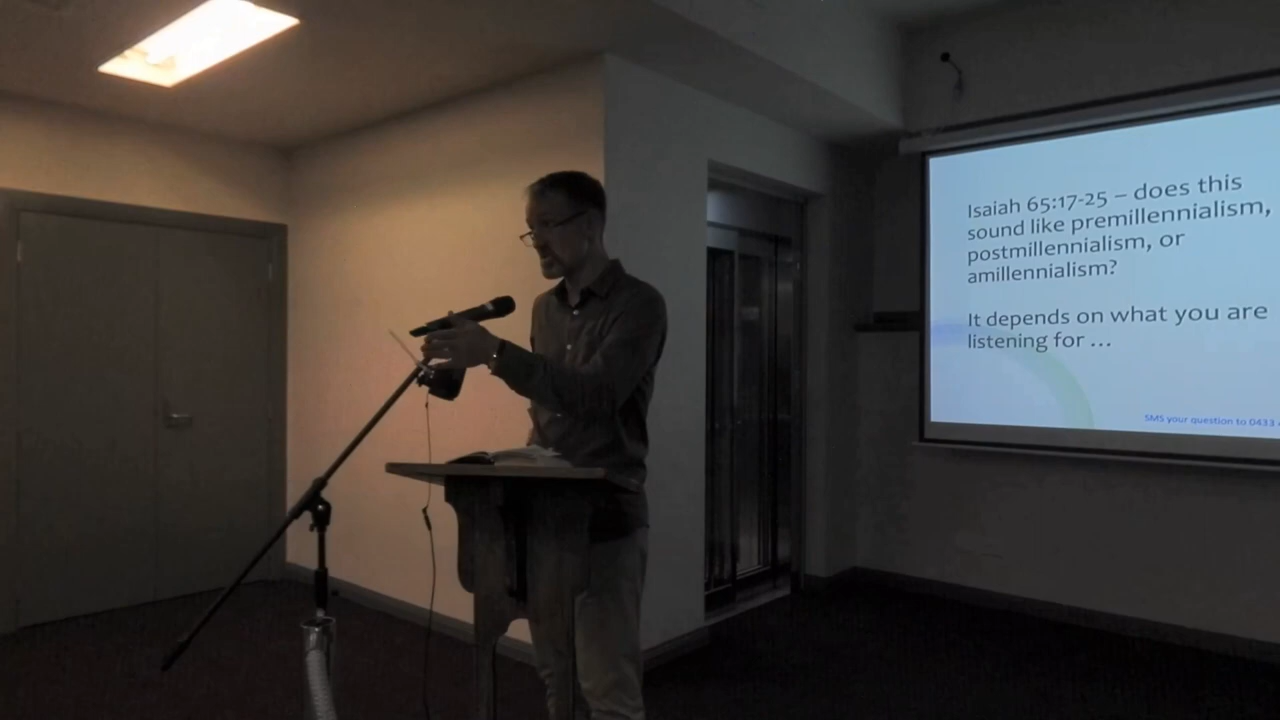 Isaiah 65:17-25 – does this
sound like premillennialism,
postmillennialism, or
amillennialism?
It depends on what you are
listening for ...
SMS your question to 0433